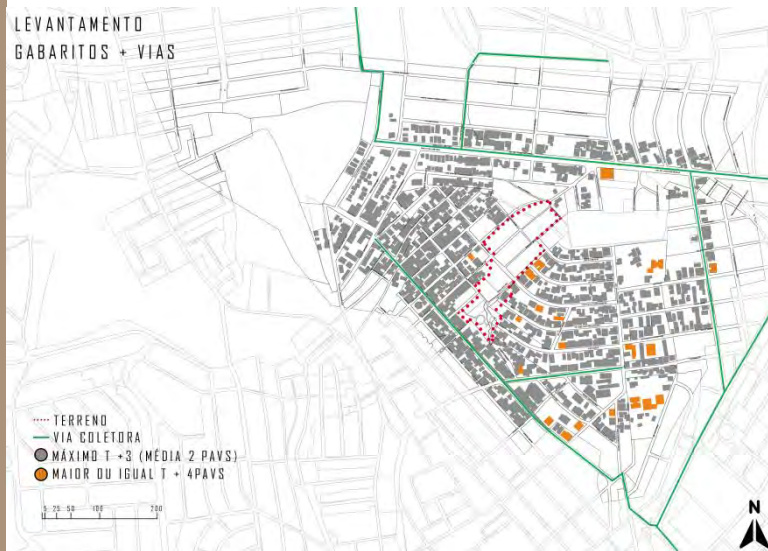 LEVANTAMENTO
GABARITOS + VIAS
TERRENO
VIA COLETORA
MÁXIMO T +3 (MÉDIA 2 PAVS)
MAIOR OU IGUAL T + 4PAVS
0 25 50 100 200
N